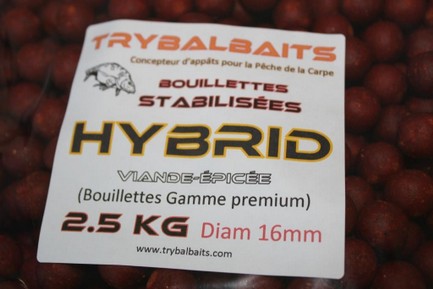 TRYBALBAITS
Concepteur d'appâts pour la Pêche de la Carpe
BOUILLETTES
STABILISÉES
HYBRID
VIANDE-ÉPICÉE
(Bouillettes Gamme premium)
2.5 KG Diam 16mm
www.trybalbaits.com